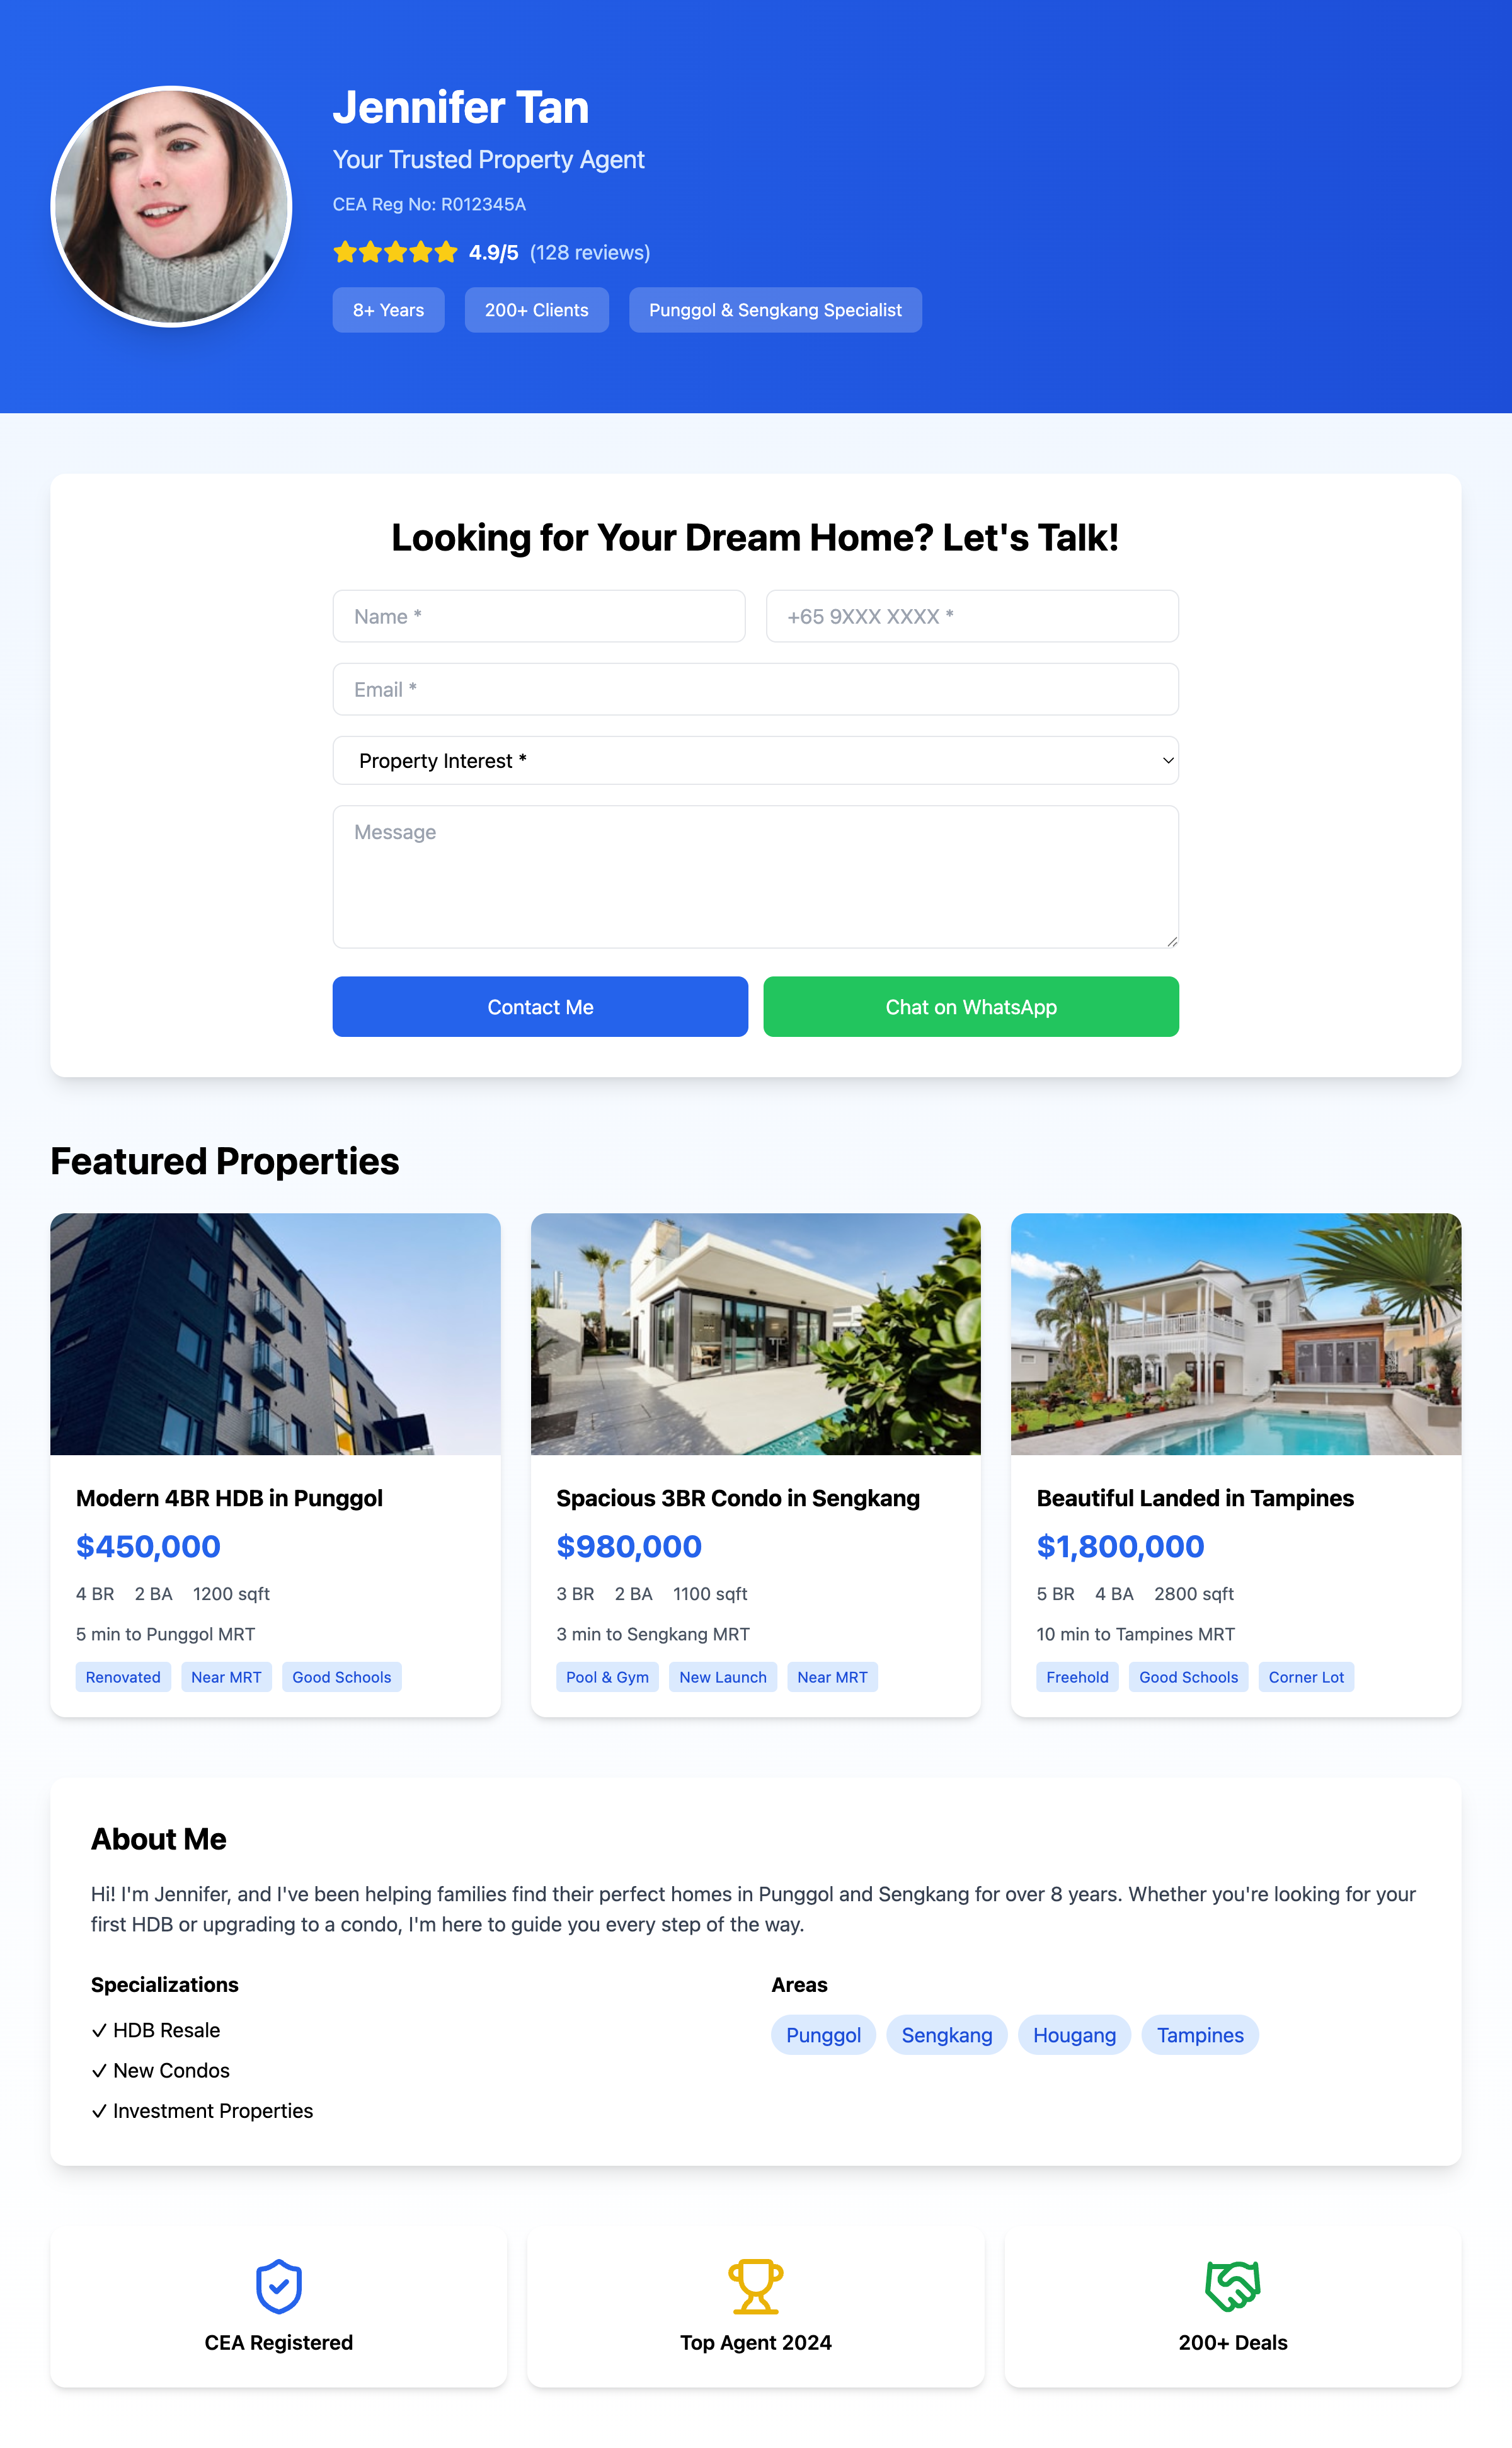 Jennifer Tan
Your Trusted Property Agent
CEA Reg No: R012345A
4.9/5 (128 reviews)
8+ Years 200+ Clients Punggol & Sengkang Specialist
Looking for Your Dream Home? Let's Talk!
Name * +65 9XXX XXXX *
Email *
Property Interest *
Message
Contact Me Chat on WhatsApp
Featured Properties
Modern 4BR HDB in Punggol
$450,000
4 BR 2 BA 1200 sqft
5 min to Punggol MRT
Renovated Near MRT Good Schools
Spacious 3BR Condo in Sengkang
$980,000
3 BR 2 BA 1100 sqft
3 min to Sengkang MRT
Pool & Gym New Launch Near MRT
Beautiful Landed in Tampines
$1,800,000
5 BR 4 BA 2800 sqft
10 min to Tampines MRT
Freehold Good Schools Corner Lot
About Me
Hi! I'm Jennifer, and I've been helping families find their perfect homes in Punggol and Sengkang for over 8 years. Whether you're looking for your
first HDB or upgrading to a condo, I'm here to guide you every step of the way.
Specializations
✓ HDB Resale
✓ New Condos
✓ Investment Properties
Areas
Punggol Sengkang Hougang Tampines
CEA Registered
Top Agent 2024
200+ Deals